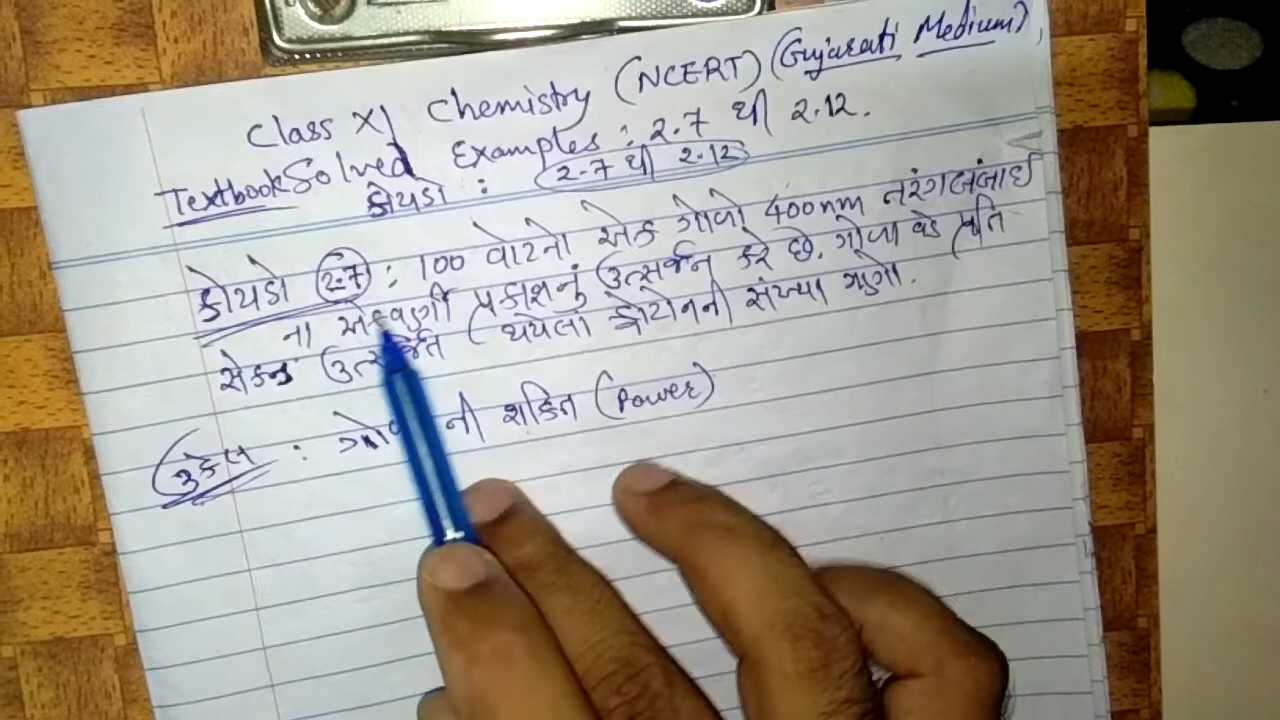 Class XI Chemistry (NCERT) (Gujarati Medium),
Textbook Solved Examples : 2.7 થી 2.12.
કોયડો : 2.7 થી 2.12
કોયડો 2.7 : 100 વોટનો એક ગોળો 400nm તરંગલંબાઈ
ના એકવર્ણી પ્રકાશનું ઉત્સર્જન કરે છે. ગોળા વડે પ્રતિ
સેકન્ડ ઉત્સર્જિત થયેલા ફોટોનની સંખ્યા ગણો.
ઉકેલ : ની શક્તિ (Power)